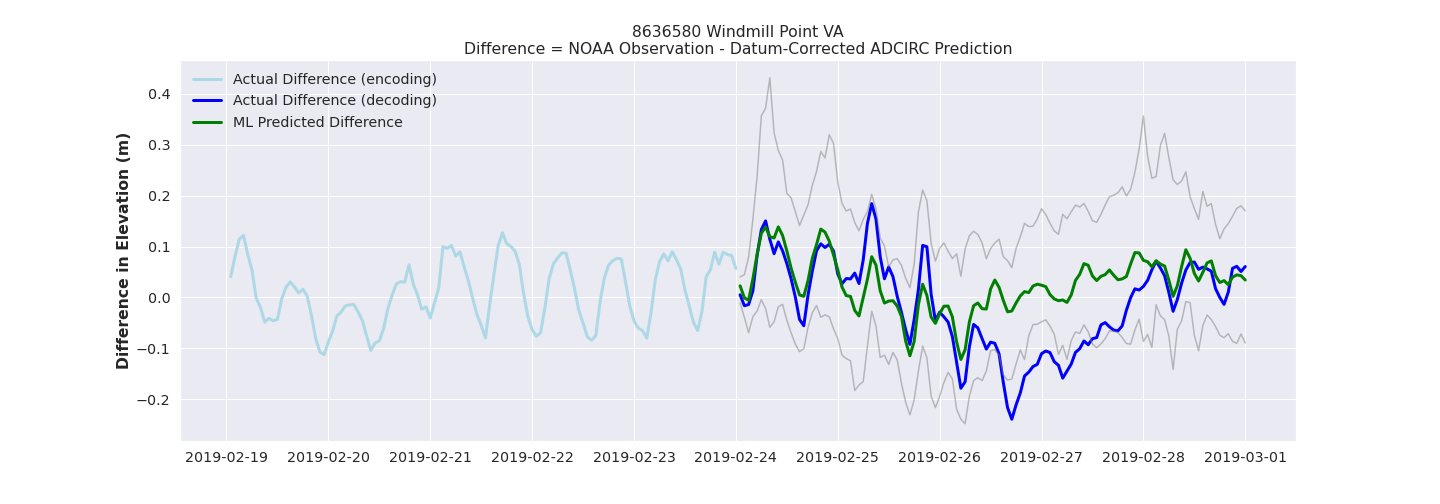 8636580 Windmill Point VA
Difference = NOAA Observation - Datum-Corrected ADCIRC Prediction
Actual Difference (encoding)
Actual Difference (decoding)
ML Predicted Difference
Difference in Elevation (m)
0.4
0.3
0.2
0.1
0.0
−0.1
−0.2
2019-02-19 2019-02-20 2019-02-21 2019-02-22 2019-02-23 2019-02-24 2019-02-25 2019-02-26 2019-02-27 2019-02-28 2019-03-01